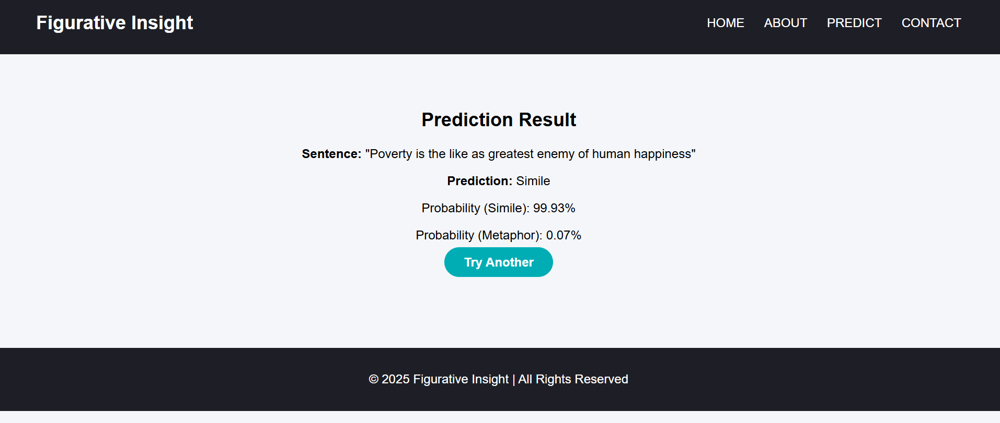 Figurative Insight
HOME ABOUT PREDICT CONTACT
Prediction Result
Sentence: "Poverty is the like as greatest enemy of human happiness"
Prediction: Simile
Probability (Simile): 99.93%
Probability (Metaphor): 0.07%
Try Another
© 2025 Figurative Insight | All Rights Reserved